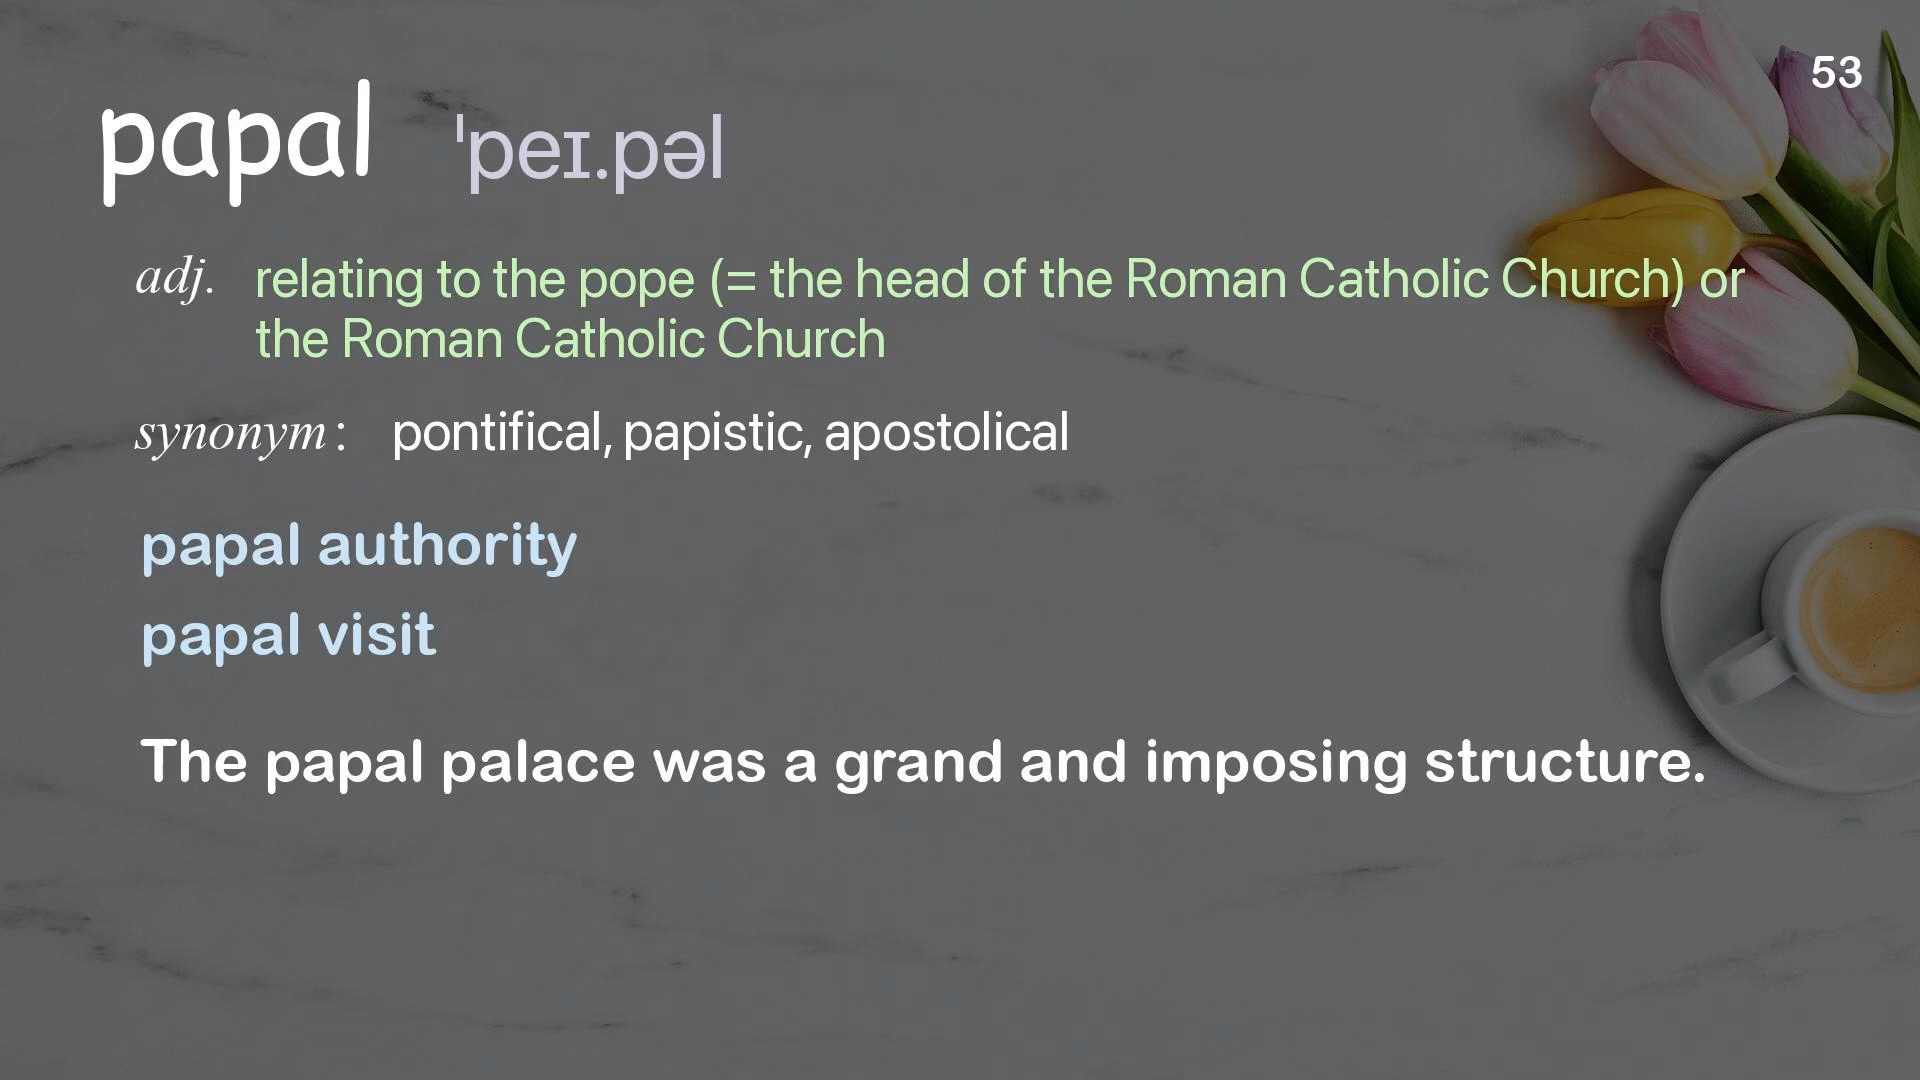 53
papal ˈpeɪ.pəl
adj. relating to the pope (= the head of the Roman Catholic Church) or
the Roman Catholic Church
synonym: pontifical, papistic, apostolical
papal authority
papal visit
The papal palace was a grand and imposing structure.